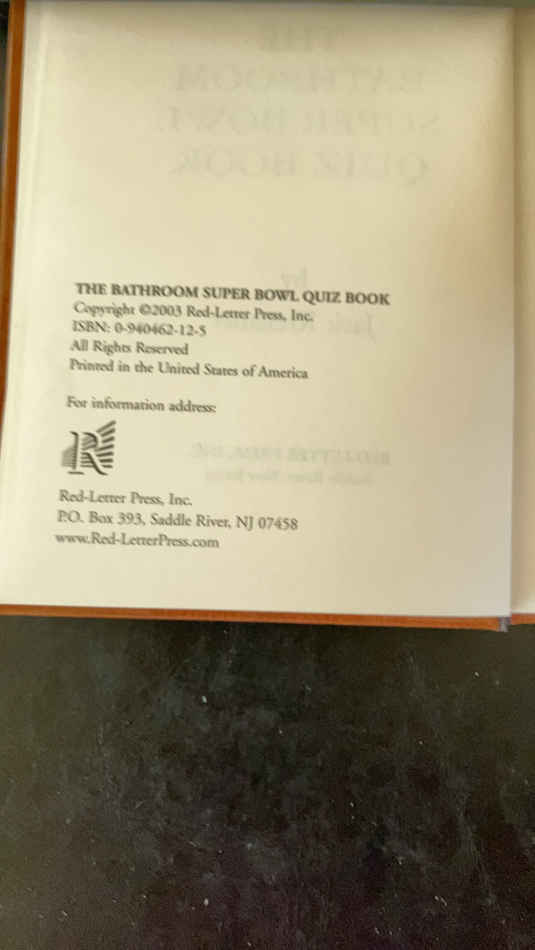 THE BATHROOM SUPER BOWL QUIZ BOOK
Copyright ©2003 Red-Letter Press, Inc.
ISBN: 0-940462-12-5
All Rights Reserved
Printed in the United States of America
For information address:
R
Red-Letter Press, Inc.
P.O. Box 393, Saddle River, NJ 07458
www.Red-LetterPress.com